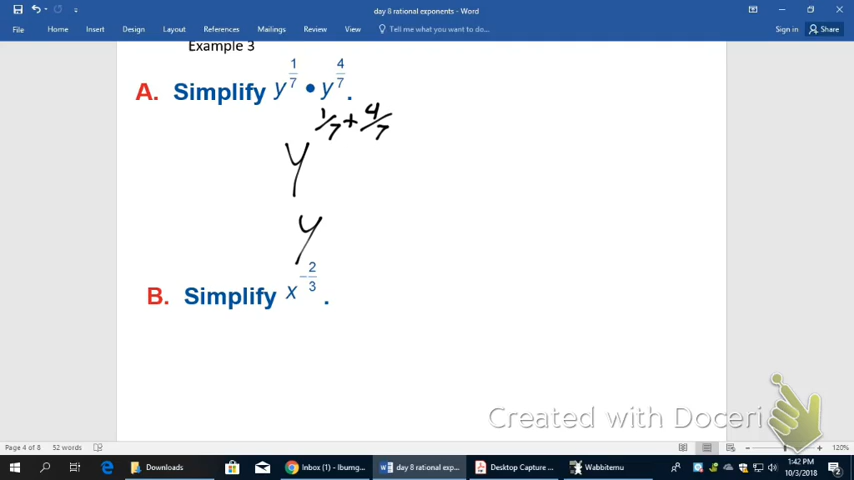 day 8 rational exponents - Word
File Home Insert Design Layout References Mailings Review View Tell me what you want to do... Sign in Share
Example 3
A. Simplify y^(1/7) • y^(4/7).
y^(1/7 + 4/7)
y
B. Simplify x^(-2/3).
Created with Doceri
Page 4 of 8 52 words 120%
Downloads Inbox (1) - lbumg... day 8 rational exp... Desktop Capture ... Wabbitemu 1:42 PM
10/3/2018 2